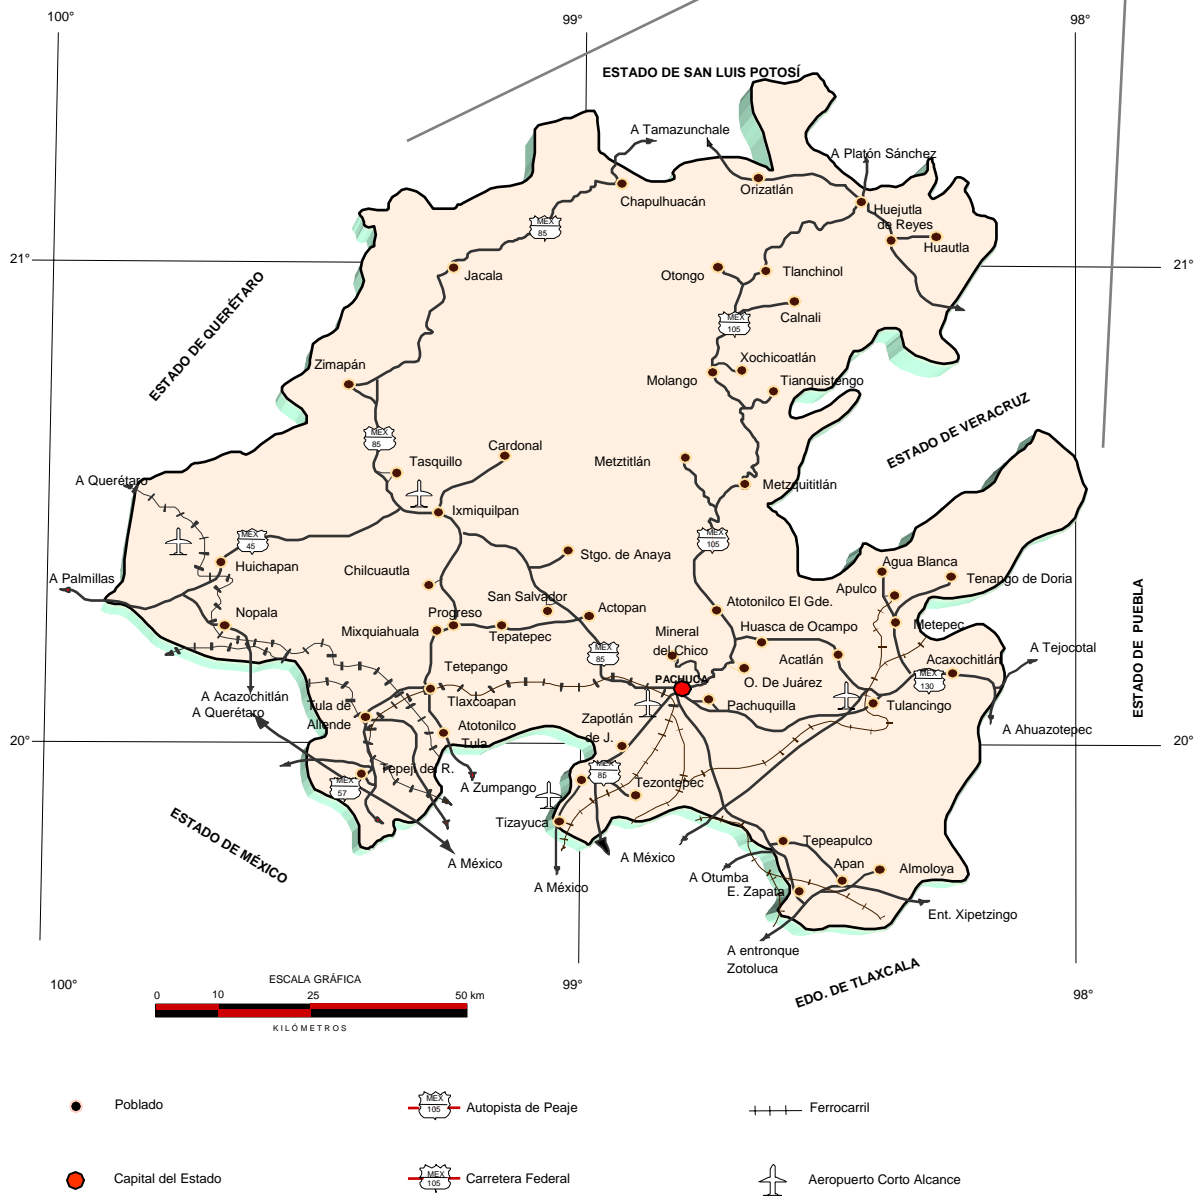 100°
99°
98°
ESTADO DE SAN LUIS POTOSÍ
A Tamazunchale
A Platón Sánchez
Orizatlán
Chapulhuacán
Huejutla
de Reyes
Huautla
MEX
85
21°
21°
Jacala
Otongo
Tlanchinol
Calnali
MEX
105
ESTADO DE QUERÉTARO
Zimapán
Xochicoatlán
Molango
Tianquistengo
ESTADO DE VERACRUZ
MEX
85
Cardonal
Tasquillo
Metztitlán
Metzquititlán
A Querétaro
Ixmiquilpan
MEX
45
MEX
105
Huichapan
Stgo. de Anaya
Chilcuautla
Agua Blanca
Apulco
Tenango de Doria
A Palmillas
San Salvador
Nopala
Progreso
Actopan
Atotonilco El Gde.
Mixquiahuala
Tepatepec
Huasca de Ocampo
Metepec
Mineral
del Chico
MEX
85
Acatlán
Acaxochitlán
A Tejocotal
ESTADO DE PUEBLA
Tetepango
PACHUCA
O. De Juárez
MEX
130
A Acazochitlán
Tlaxcoapan
Pachuquilla
Tulancingo
A Querétaro
Tula de
Allende
Atotonilco
Tula
Zapotlán
de J.
A Ahuazotepec
20°
20°
Tepeji del R.
MEX
57
MEX
85
A Zumpango
Tezontepec
Tizayuca
ESTADO DE MÉXICO
A México
A México
A México
Tepeapulco
Apan
Almoloya
A Otumba
E. Zapata
Ent. Xipetzingo
A entronque
Zotoluca
EDO. DE TLAXCALA
100°
99°
98°
ESCALA GRÁFICA
0 10 25 50 km
KILÓMETROS
Poblado
MEX
105
Autopista de Peaje
Ferrocarril
Capital del Estado
MEX
105
Carretera Federal
Aeropuerto Corto Alcance